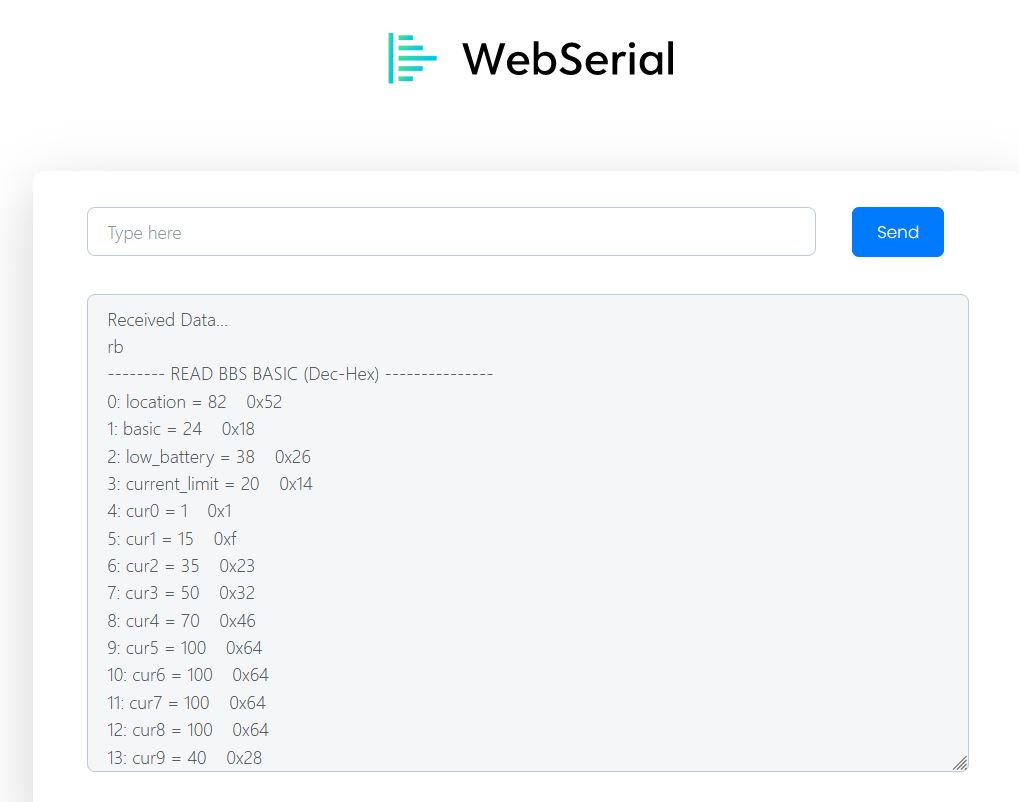 WebSerial
Type here
Send
Received Data...
rb
-------- READ BBS BASIC (Dec-Hex) ---------------
0: location = 82    0x52
1: basic = 24    0x18
2: low_battery = 38    0x26
3: current_limit = 20    0x14
4: cur0 = 1    0x1
5: cur1 = 15    0xf
6: cur2 = 35    0x23
7: cur3 = 50    0x32
8: cur4 = 70    0x46
9: cur5 = 100    0x64
10: cur6 = 100    0x64
11: cur7 = 100    0x64
12: cur8 = 100    0x64
13: cur9 = 40    0x28